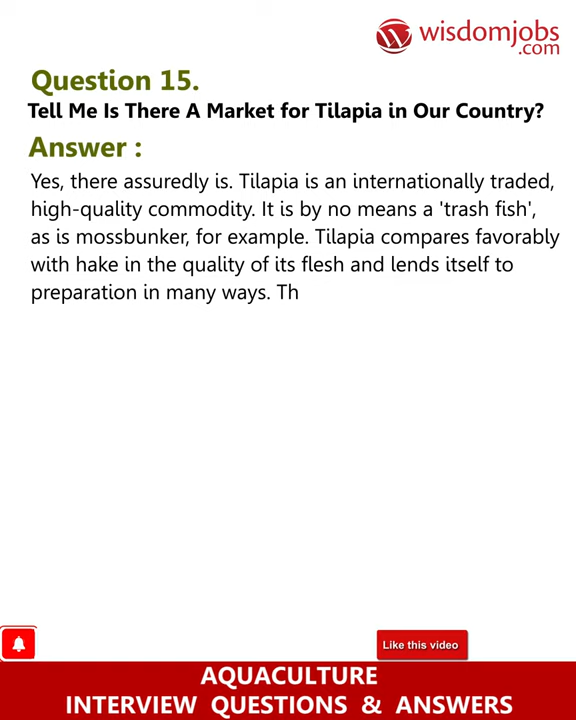 wisdomjobs
.com
Question 15.
Tell Me Is There A Market for Tilapia in Our Country?
Answer :
Yes, there assuredly is. Tilapia is an internationally traded,
high-quality commodity. It is by no means a 'trash fish',
as is mossbunker, for example. Tilapia compares favorably
with hake in the quality of its flesh and lends itself to
preparation in many ways. Th
Like this video
AQUACULTURE
INTERVIEW QUESTIONS & ANSWERS